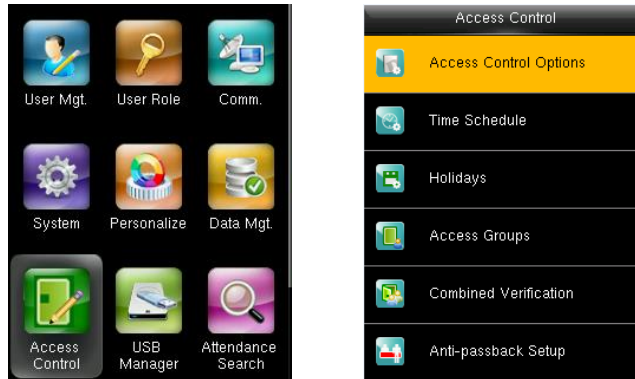 User Mgt.
User Role
Comm.
System
Personalize
Data Mgt.
Access
Control
USB
Manager
Attendance
Search
Access Control
Access Control Options
Time Schedule
Holidays
Access Groups
Combined Verification
Anti-passback Setup